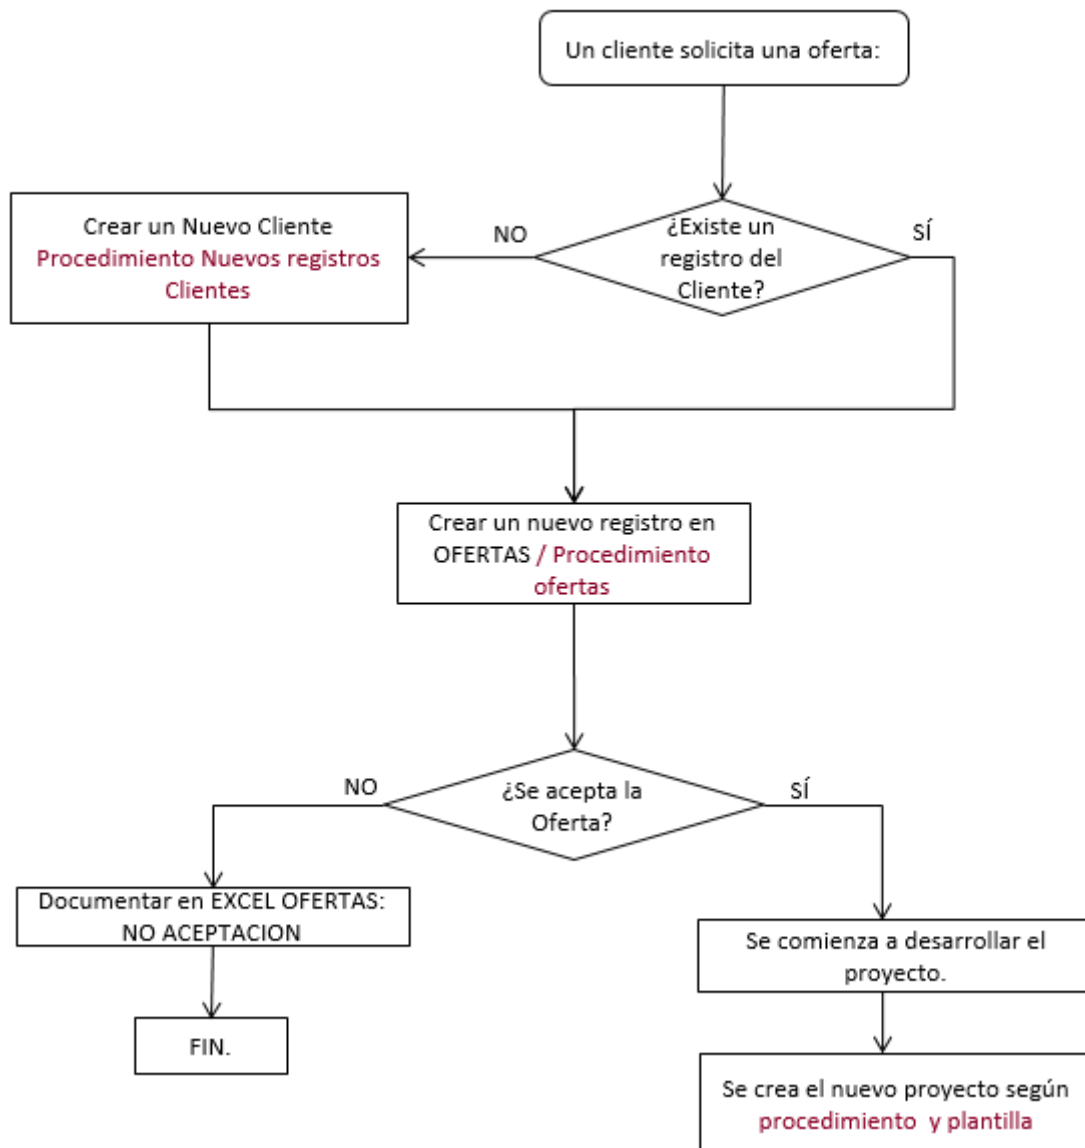 Un cliente solicita una oferta:
¿Existe un
registro del
Cliente?
NO
SÍ
Crear un Nuevo Cliente
Procedimiento Nuevos registros
Clientes
Crear un nuevo registro en
OFERTAS / Procedimiento
ofertas
¿Se acepta la
Oferta?
NO
SÍ
Documentar en EXCEL OFERTAS:
NO ACEPTACION
FIN.
Se comienza a desarrollar el
proyecto.
Se crea el nuevo proyecto según
procedimiento y plantilla